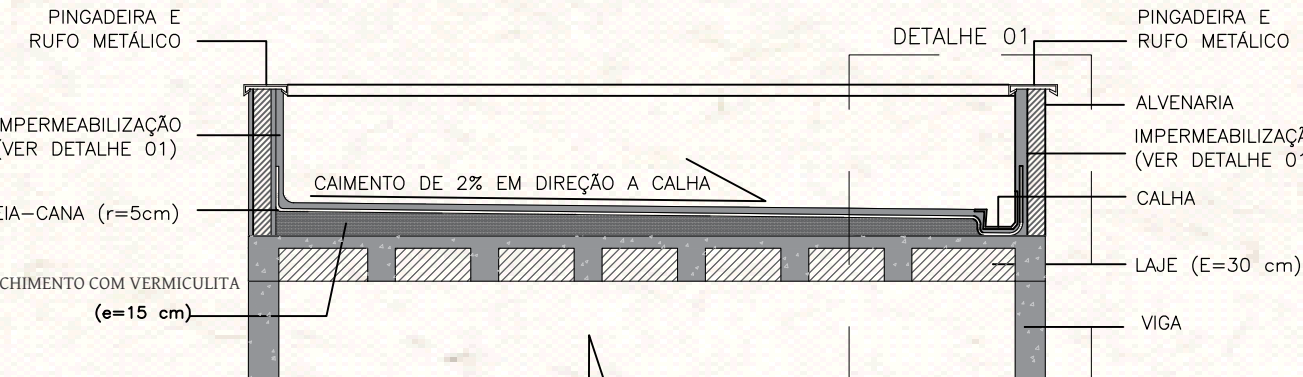 PINGADEIRA E
RUFO METÁLICO
IMPERMEABILIZAÇÃO
(VER DETALHE 01)
EIA-CANA (r=5cm)
CHIMENTO COM VERMICULITA
(e=15 cm)
CAIMENTO DE 2% EM DIREÇÃO A CALHA
DETALHE 01
PINGADEIRA E
RUFO METÁLICO
ALVENARIA
IMPERMEABILIZAÇÃ
(VER DETALHE 01
CALHA
LAJE (E=30 cm)
VIGA